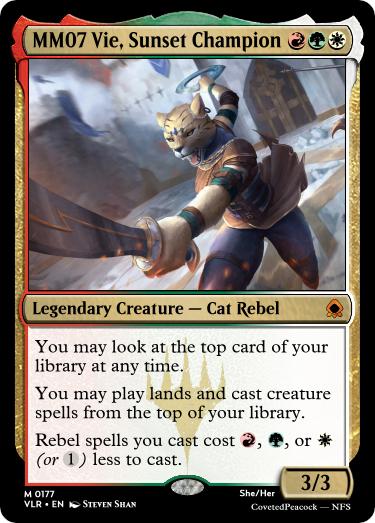 MM07 Vie, Sunset Champion
Legendary Creature — Cat Rebel
You may look at the top card of your
library at any time.
You may play lands and cast creature
spells from the top of your library.
Rebel spells you cast cost , , or
(or 1) less to cast.
3/3
M 0177
VLR • EN Steven Shan
She/Her
CovetedPeacock — NFS